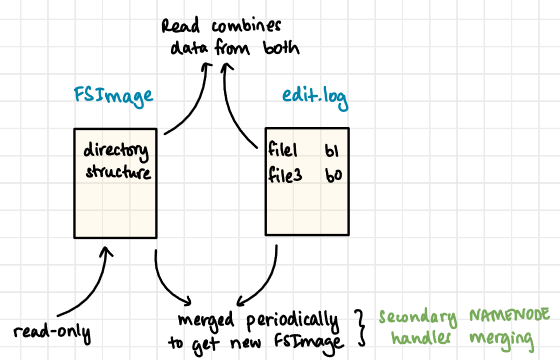 Read combines
data from both
FSImage
edit.log
directory
structure
file1 b1
file3 b0
read-only
merged periodically
to get new FSImage
secondary NAMENODE
handles merging